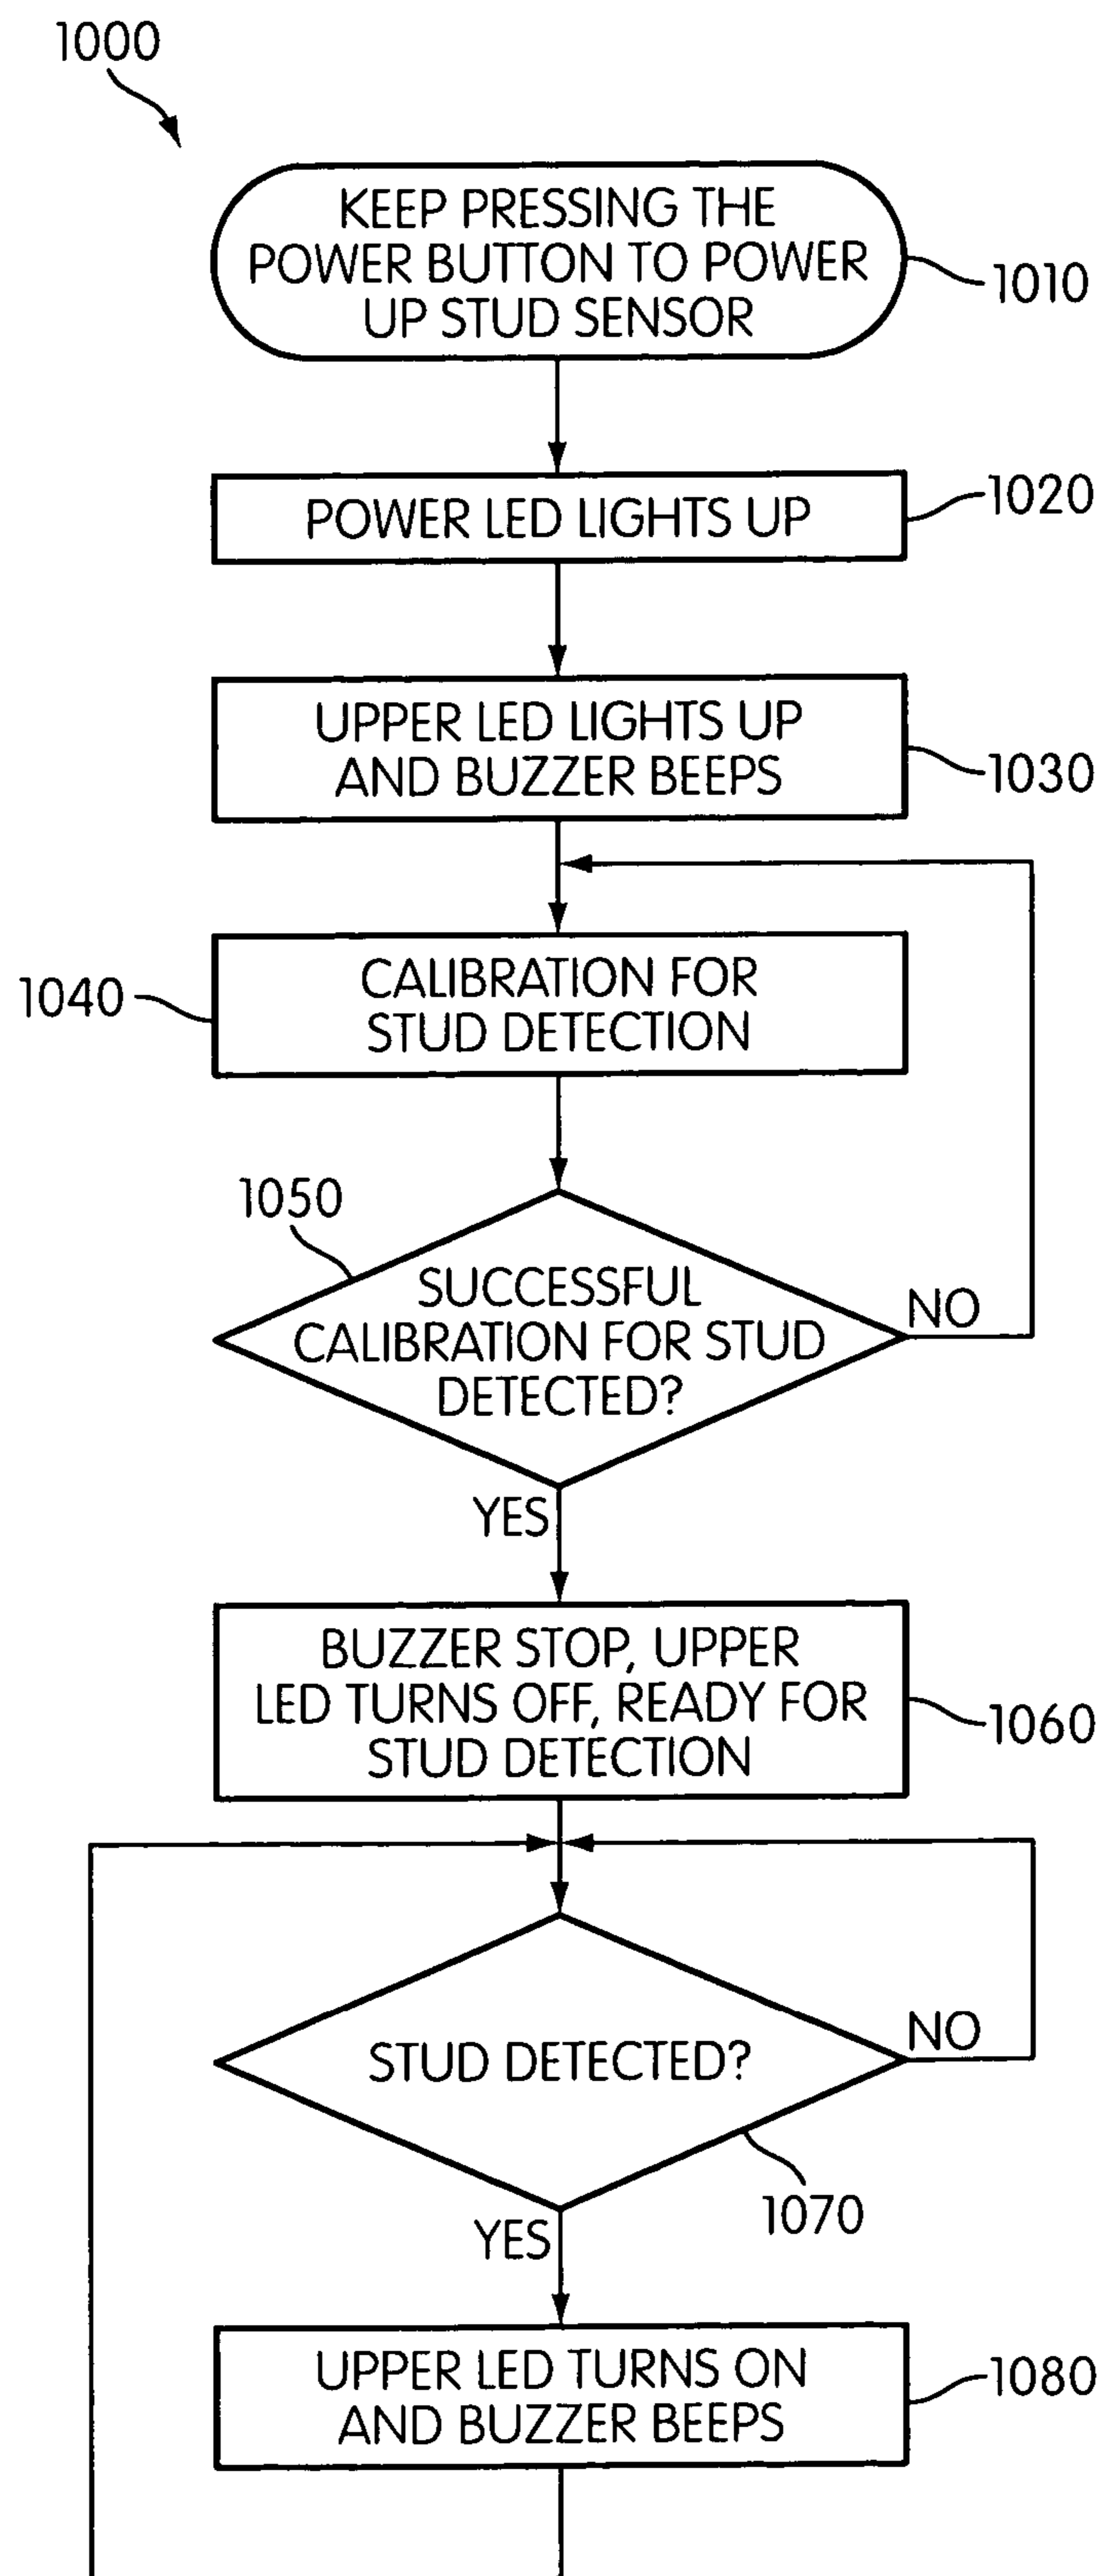 1000
KEEP PRESSING THE
POWER BUTTON TO POWER
UP STUD SENSOR
1010
POWER LED LIGHTS UP
1020
UPPER LED LIGHTS UP
AND BUZZER BEEPS
1030
CALIBRATION FOR
STUD DETECTION
1040
1050
SUCCESSFUL
CALIBRATION FOR STUD
DETECTED?
NO
YES
BUZZER STOP, UPPER
LED TURNS OFF, READY FOR
STUD DETECTION
1060
STUD DETECTED?
NO
1070
YES
UPPER LED TURNS ON
AND BUZZER BEEPS
1080